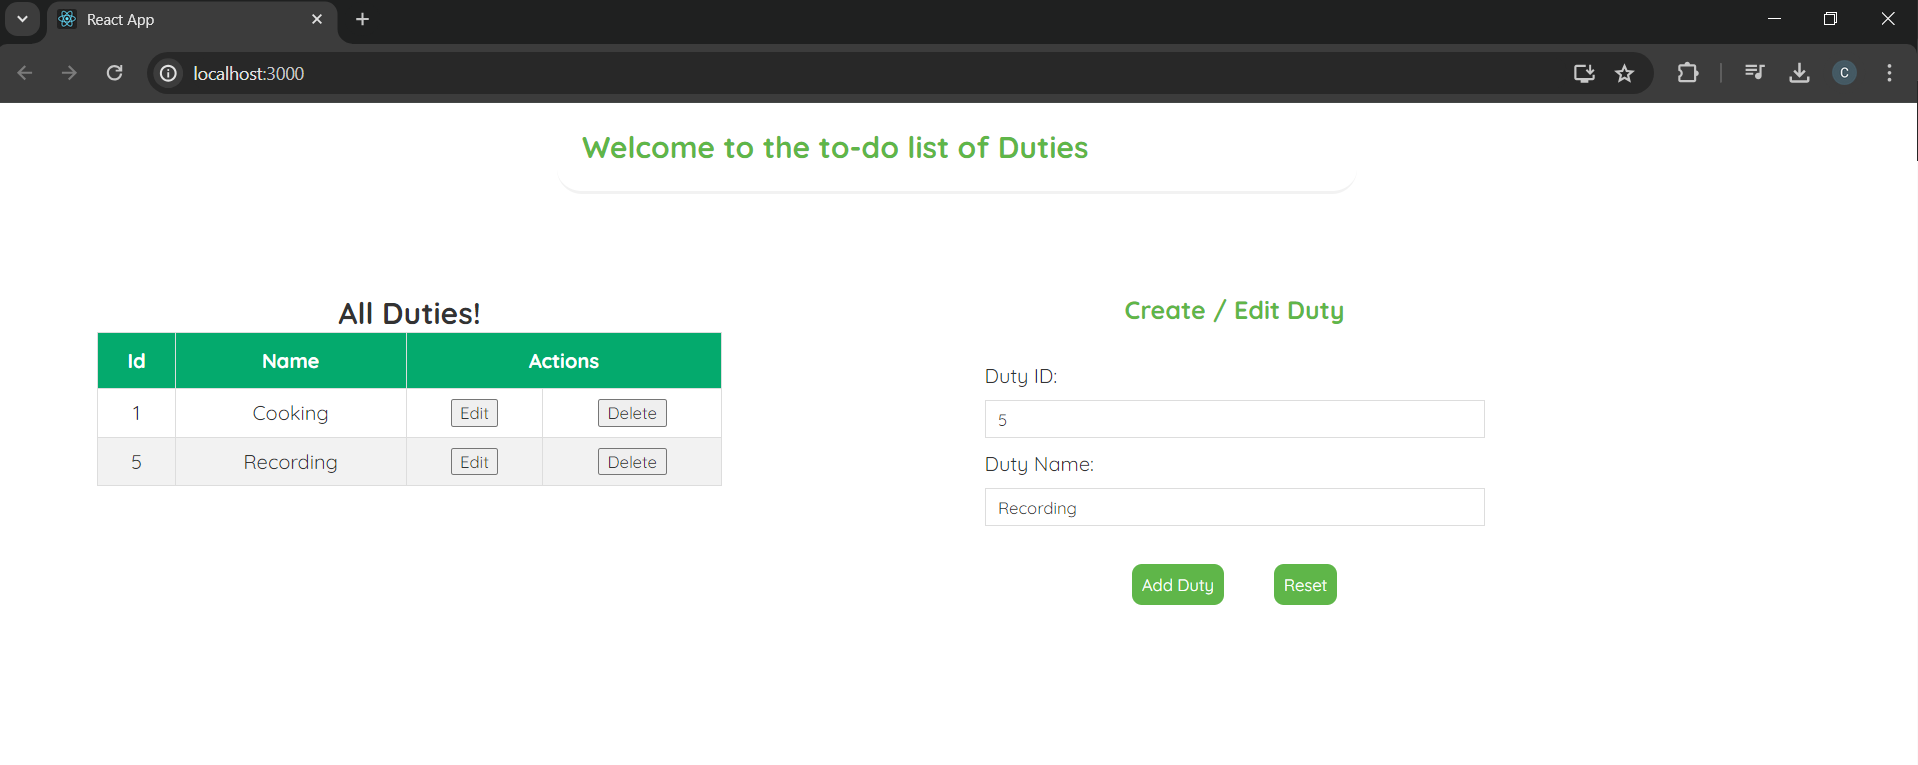 React App
localhost:3000
C
Welcome to the to-do list of Duties
All Duties!
Id Name Actions
1 Cooking Edit Delete
5 Recording Edit Delete
Create / Edit Duty
Duty ID:
5
Duty Name:
Recording
Add Duty Reset